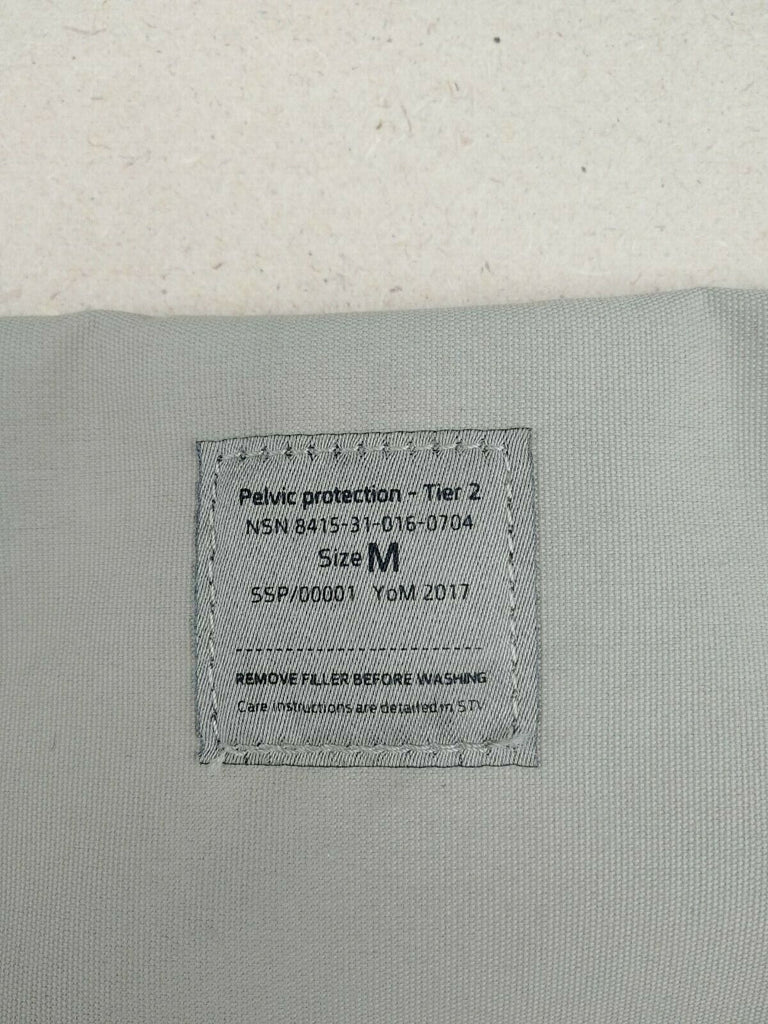 Pelvic protection - Tier 2
NSN 8415-31-016-0704
Size M
SSP/00001 YoM 2017
REMOVE FILLER BEFORE WASHING
Care instructions are detailed in